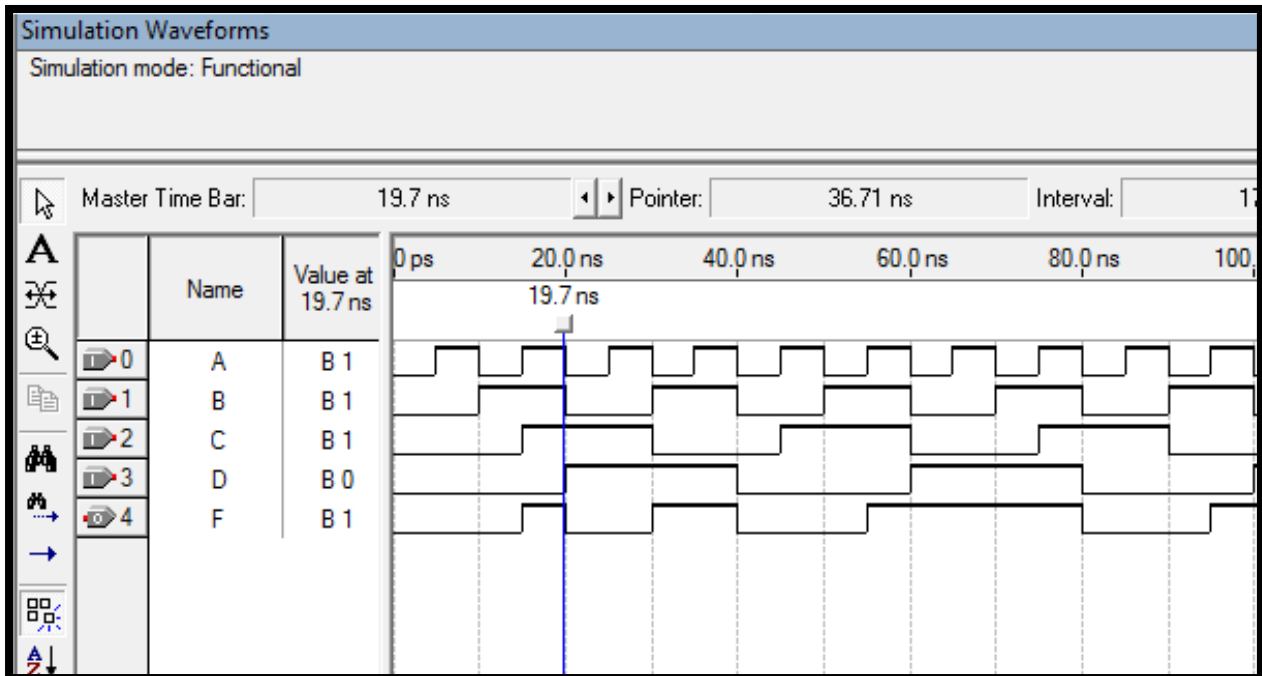 Simulation Waveforms
Simulation mode: Functional
Master Time Bar: 19.7 ns Pointer: 36.71 ns Interval: 17
A
Name Value at 19.7 ns 0 ps 20.0 ns 40.0 ns 60.0 ns 80.0 ns 100.
19.7 ns
0 A B 1
1 B B 1
2 C B 1
3 D B 0
4 F B 1
A
Z